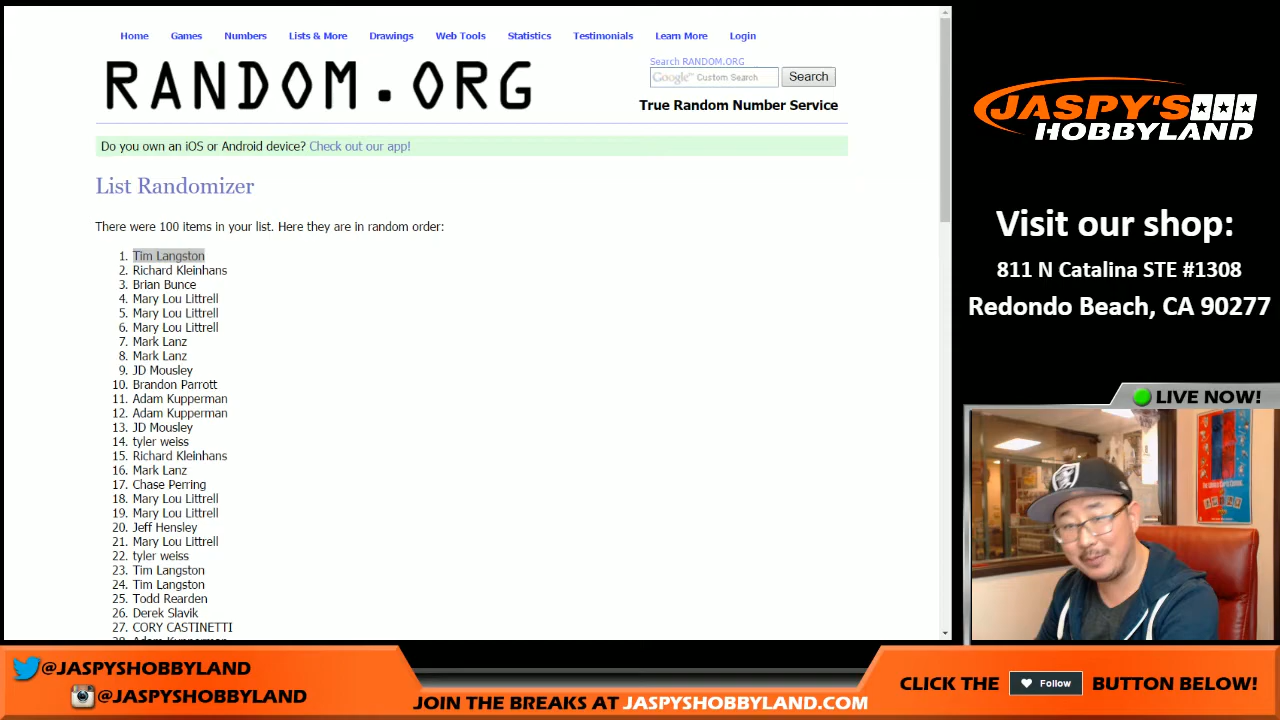 Home Games Numbers Lists & More Drawings Web Tools Statistics Testimonials Learn More Login
RANDOM.ORG
Search RANDOM.ORG
Google™ Custom Search Search
True Random Number Service
Do you own an iOS or Android device? Check out our app!
List Randomizer
There were 100 items in your list. Here they are in random order:
1. Tim Langston
2. Richard Kleinhans
3. Brian Bunce
4. Mary Lou Littrell
5. Mary Lou Littrell
6. Mary Lou Littrell
7. Mark Lanz
8. Mark Lanz
9. JD Mousley
10. Brandon Parrott
11. Adam Kupperman
12. Adam Kupperman
13. JD Mousley
14. tyler weiss
15. Richard Kleinhans
16. Mark Lanz
17. Chase Perring
18. Mary Lou Littrell
19. Mary Lou Littrell
20. Jeff Hensley
21. Mary Lou Littrell
22. tyler weiss
23. Tim Langston
24. Tim Langston
25. Todd Rearden
26. Derek Slavik
27. CORY CASTINETTI
JASPY'S
HOBBYLAND
Visit our shop:
811 N Catalina STE #1308
Redondo Beach, CA 90277
LIVE NOW!
@JASPYSHOBBYLAND
@JASPYSHOBBYLAND
JOIN THE BREAKS AT JASPYSHOBBYLAND.COM
CLICK THE Follow BUTTON BELOW!